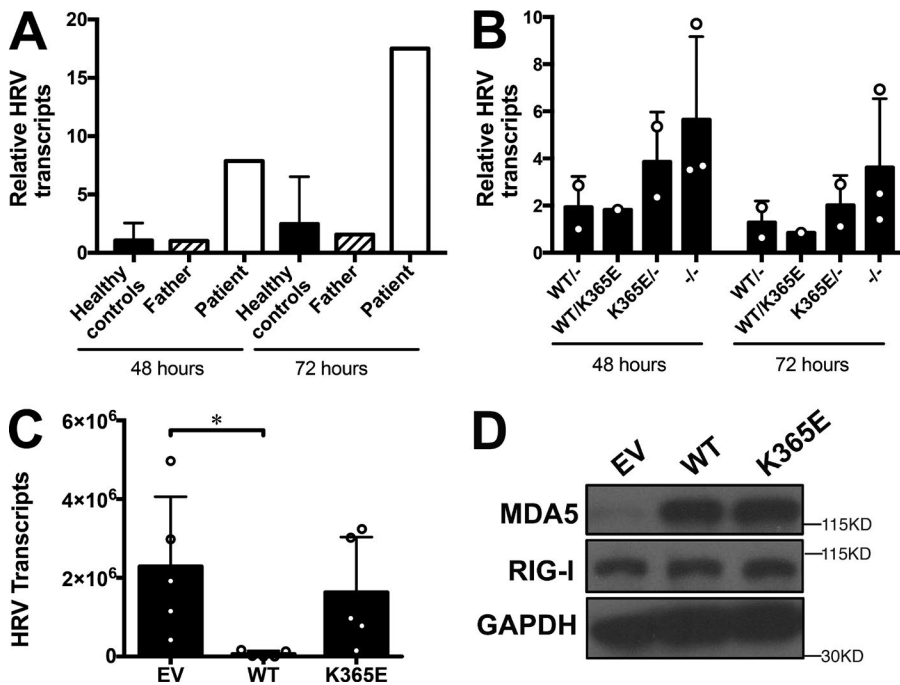 A
Relative HRV
transcripts
20
15
10
5
0
Healthy
controls
Father
Patient
Healthy
controls
Father
Patient
48 hours
72 hours
B
Relative HRV
transcripts
10
8
6
4
2
0
WT/-
WT/K365E
K365E/-
-/-
WT/-
WT/K365E
K365E/-
-/-
48 hours
72 hours
C
HRV Transcripts
6×10⁶
4×10⁶
2×10⁶
0
*
EV
WT
K365E
D
EV
WT
K365E
MDA5
115KD
115KD
RIG-I
GAPDH
30KD